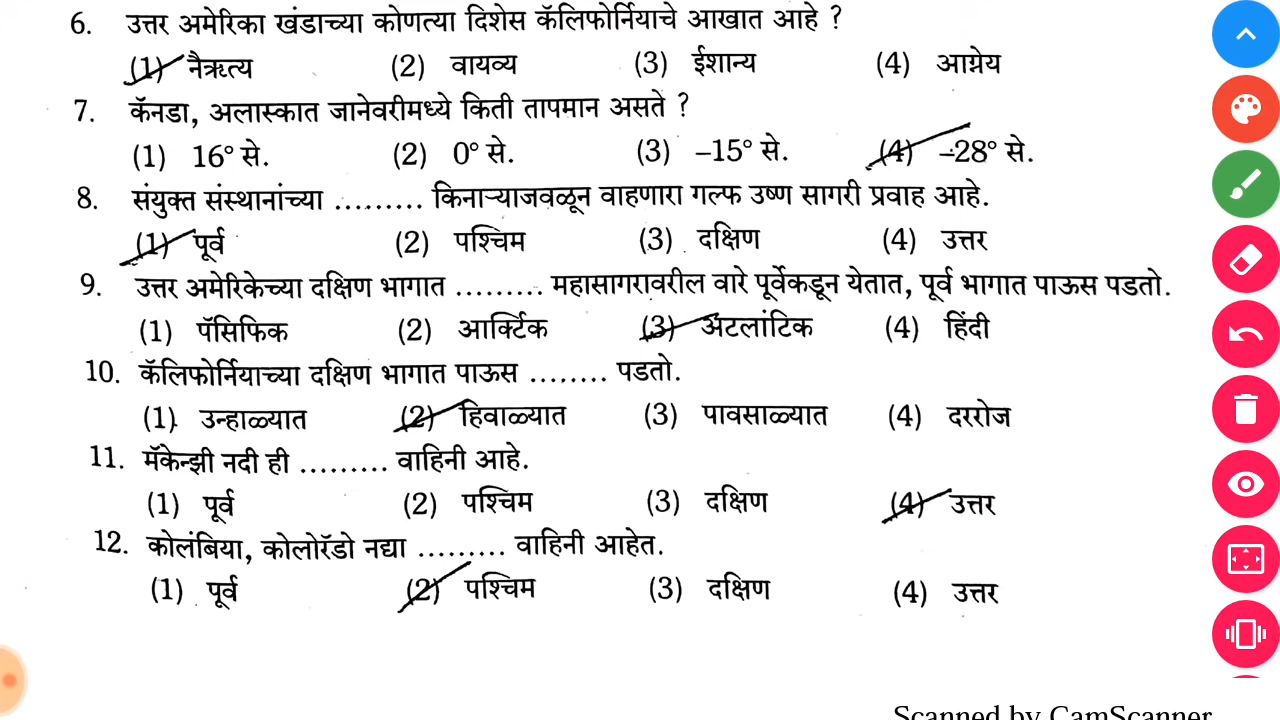 6. उत्तर अमेरिका खंडाच्या कोणत्या दिशेस कॅलिफोर्नियाचे आखात आहे ?
(1) नैऋत्य (2) वायव्य (3) ईशान्य (4) आग्नेय
7. कॅनडा, अलास्कात जानेवरीमध्ये किती तापमान असते ?
(1) 16° से. (2) 0° से. (3) –15° से. (4) –28° से.
8. संयुक्त संस्थानांच्या ......... किनाऱ्याजवळून वाहणारा गल्फ उष्ण सागरी प्रवाह आहे.
(1) पूर्व (2) पश्चिम (3) दक्षिण (4) उत्तर
9. उत्तर अमेरिकेच्या दक्षिण भागात ......... महासागरावरील वारे पूर्वेकडून येतात, पूर्व भागात पाऊस पडतो.
(1) पॅसिफिक (2) आर्क्टिक (3) अटलांटिक (4) हिंदी
10. कॅलिफोर्नियाच्या दक्षिण भागात पाऊस ........ पडतो.
(1) उन्हाळ्यात (2) हिवाळ्यात (3) पावसाळ्यात (4) दररोज
11. मॅकेन्झी नदी ही ......... वाहिनी आहे.
(1) पूर्व (2) पश्चिम (3) दक्षिण (4) उत्तर
12. कोलंबिया, कोलोरॅडो नद्या ......... वाहिनी आहेत.
(1) पूर्व (2) पश्चिम (3) दक्षिण (4) उत्तर
Scanned by CamScanner